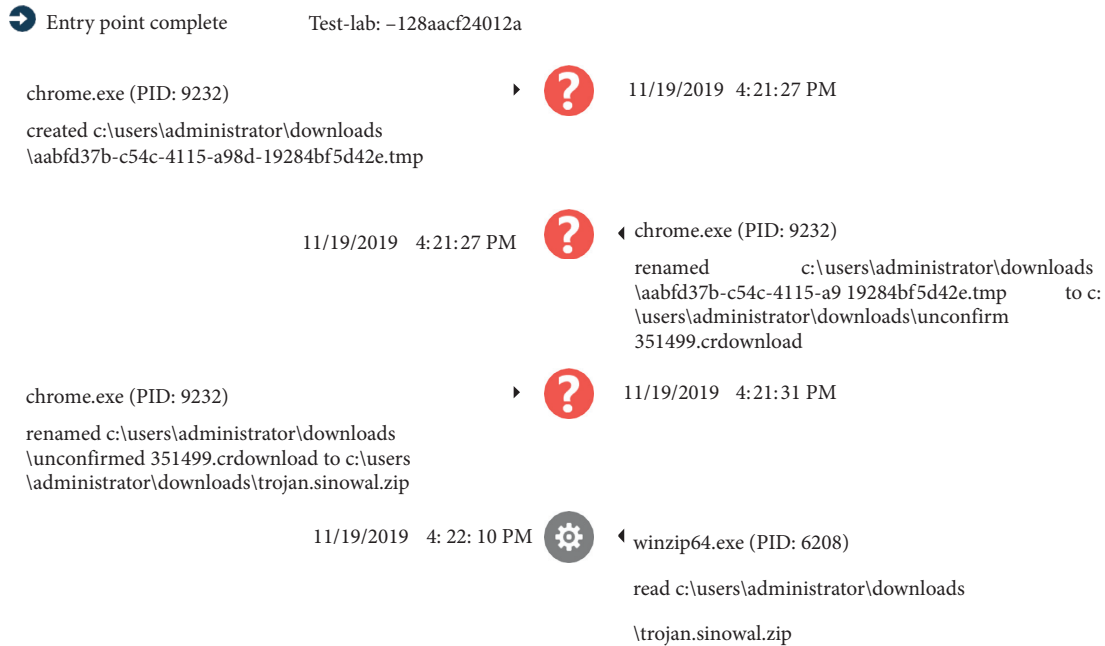 Entry point complete Test-lab: –128aacf24012a
chrome.exe (PID: 9232) 11/19/2019 4:21:27 PM
created c:\users\administrator\downloads
\aabfd37b-c54c-4115-a98d-19284bf5d42e.tmp
11/19/2019 4:21:27 PM chrome.exe (PID: 9232)
renamed c:\users\administrator\downloads
\aabfd37b-c54c-4115-a9 19284bf5d42e.tmp to c:
\users\administrator\downloads\unconfirm
351499.crdownload
chrome.exe (PID: 9232) 11/19/2019 4:21:31 PM
renamed c:\users\administrator\downloads
\unconfirmed 351499.crdownload to c:\users
\administrator\downloads\trojan.sinowal.zip
11/19/2019 4: 22: 10 PM winzip64.exe (PID: 6208)
read c:\users\administrator\downloads
\trojan.sinowal.zip